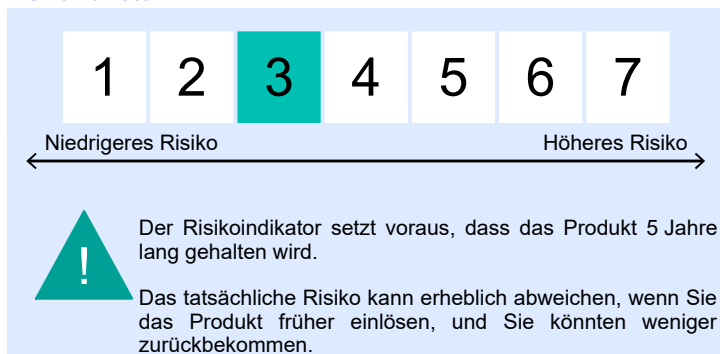 1 2 3 4 5 6 7
Niedrigeres Risiko Höheres Risiko
!
Der Risikoindikator setzt voraus, dass das Produkt 5 Jahre
lang gehalten wird.
Das tatsächliche Risiko kann erheblich abweichen, wenn Sie
das Produkt früher einlösen, und Sie könnten weniger
zurückbekommen.